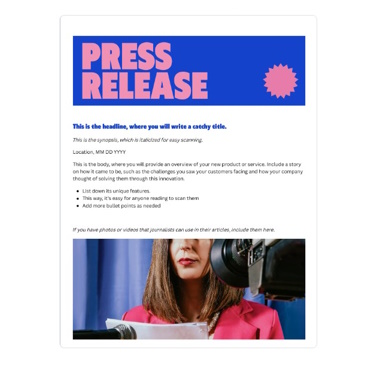 PRESS
RELEASE
This is the headline, where you will write a catchy title.
This is the synopsis, which is italicized for easy scanning.
Location, MM DD YYYY
This is the body, where you will provide an overview of your new product or service. Include a story
on how it came to be, such as the challenges you saw your customers facing and how your company
thought of solving them through this innovation.
• List down its unique features.
• This way, it's easy for anyone reading to scan them
• Add more bullet points as needed
If you have photos or videos that journalists can use in their articles, include them here.